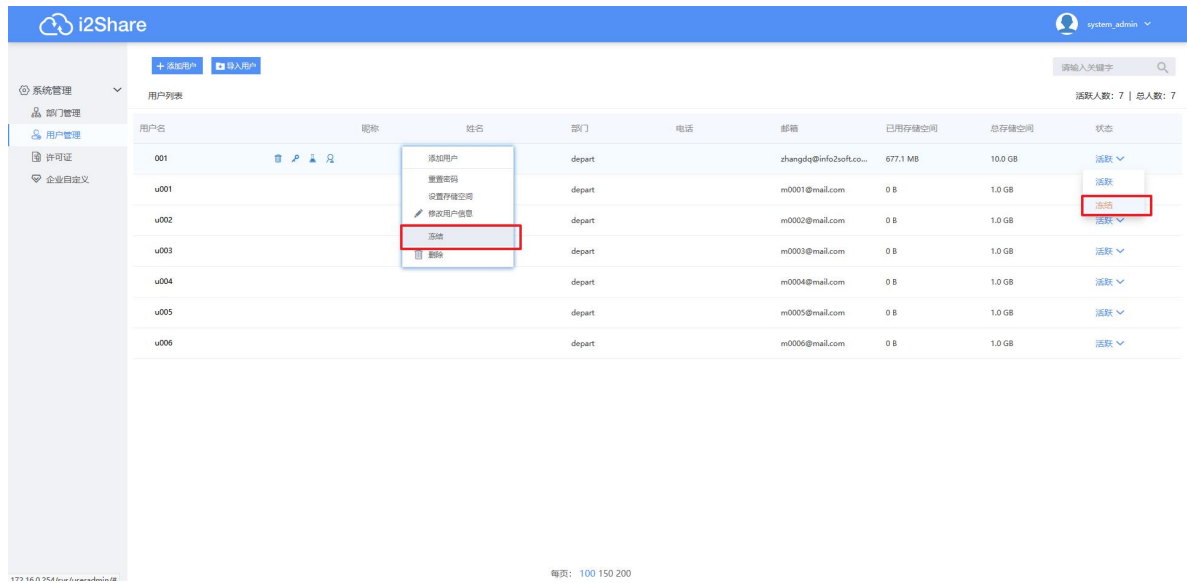 i2Share
system_admin
添加用户 导入用户
请输入关键字
系统管理
用户列表
活跃人数：7 | 总人数：7
部门管理
用户管理
许可证
企业自定义
用户名 昵称 姓名 部门 电话 邮箱 已用存储空间 总存储空间 状态
001 depart zhangdq@info2soft.co... 677.1 MB 10.0 GB 活跃
添加用户
重置密码
设置存储空间
修改用户信息
冻结
删除
活跃
冻结
u001 depart m0001@mail.com 0 B 1.0 GB
u002 depart m0002@mail.com 0 B 1.0 GB 活跃
u003 depart m0003@mail.com 0 B 1.0 GB 活跃
u004 depart m0004@mail.com 0 B 1.0 GB 活跃
u005 depart m0005@mail.com 0 B 1.0 GB 活跃
u006 depart m0006@mail.com 0 B 1.0 GB 活跃
每页： 100 150 200